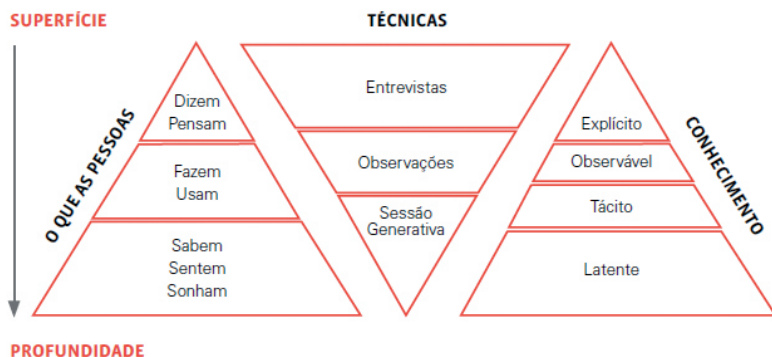 SUPERFÍCIE
TÉCNICAS
O QUE AS PESSOAS
Dizem
Pensam
Fazem
Usam
Sabem
Sentem
Sonham
Entrevistas
Observações
Sessão
Generativa
Explícito
Observável
Tácito
Latente
CONHECIMENTO
PROFUNDIDADE